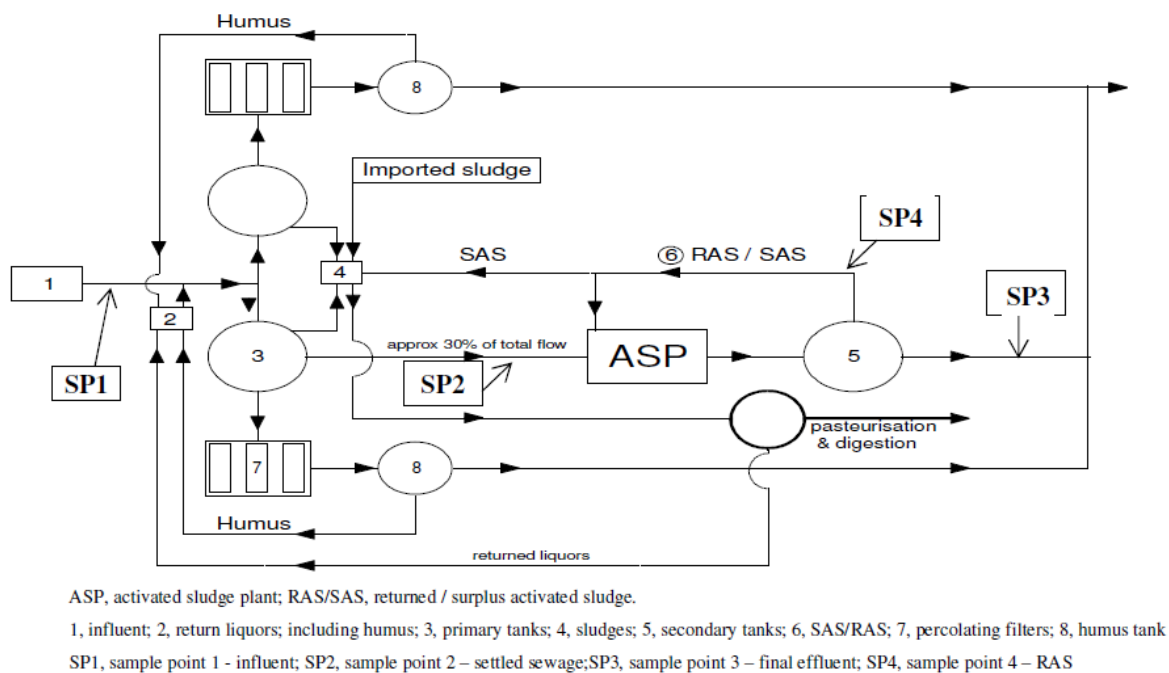 Humus
8
Imported sludge
SP4
SAS
6 RAS / SAS
1
4
SP3
2
3
approx 30% of total flow
ASP
5
SP1
SP2
pasteurisation
& digestion
7
8
Humus
returned liquors
ASP, activated sludge plant; RAS/SAS, returned / surplus activated sludge.
1, influent; 2, return liquors; including humus; 3, primary tanks; 4, sludges; 5, secondary tanks; 6, SAS/RAS; 7, percolating filters; 8, humus tank
SP1, sample point 1 - influent; SP2, sample point 2 – settled sewage;SP3, sample point 3 – final effluent; SP4, sample point 4 – RAS